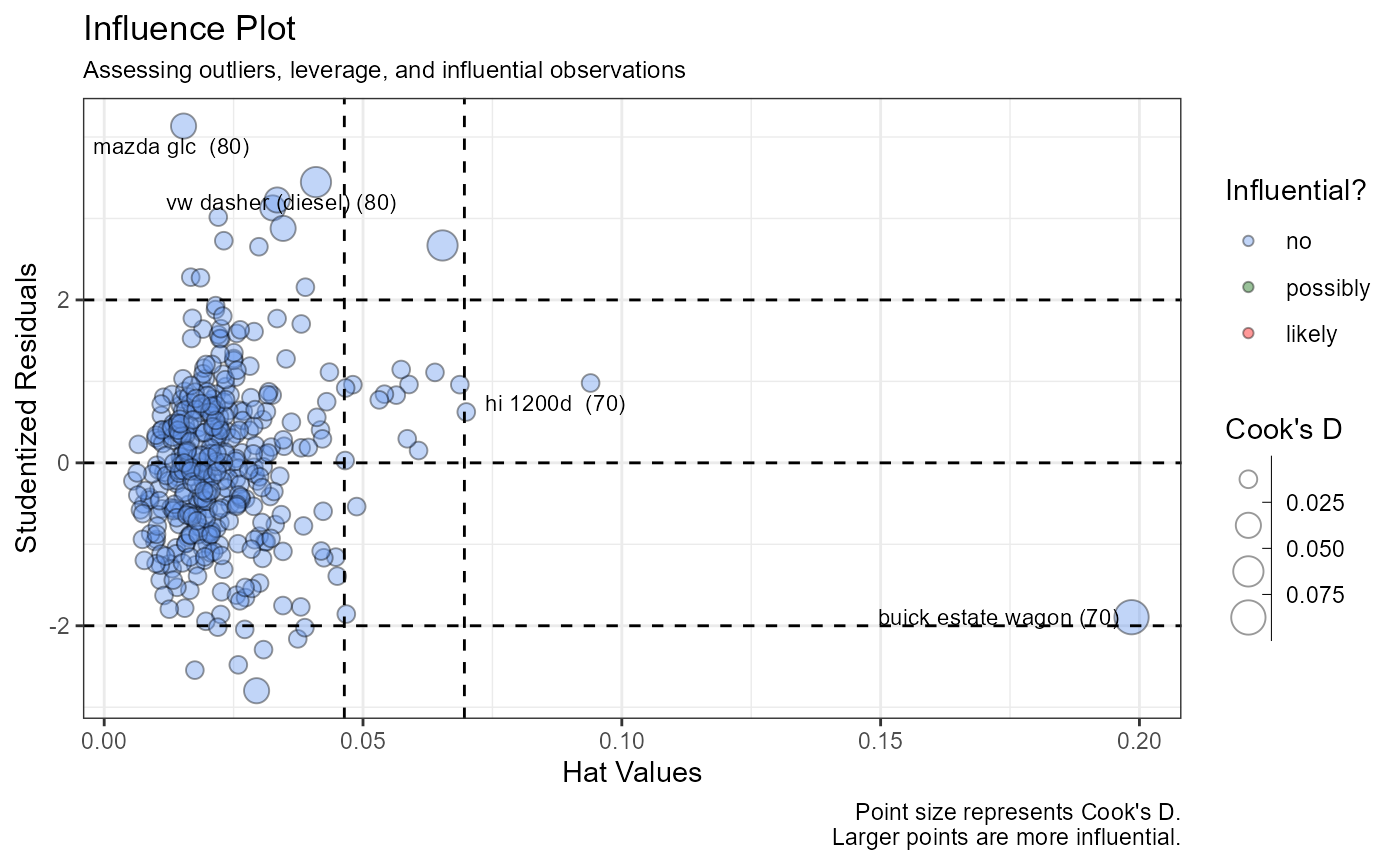 Influence Plot
Assessing outliers, leverage, and influential observations
mazda glc  (80)
vw dasher (diesel) (80)
hi 1200d  (70)
buick estate wagon (70)
Studentized Residuals
2
0
-2
0.00
0.05
0.10
0.15
0.20
Hat Values
Influential?
no
possibly
likely
Cook's D
0.025
0.050
0.075
Point size represents Cook's D.
Larger points are more influential.